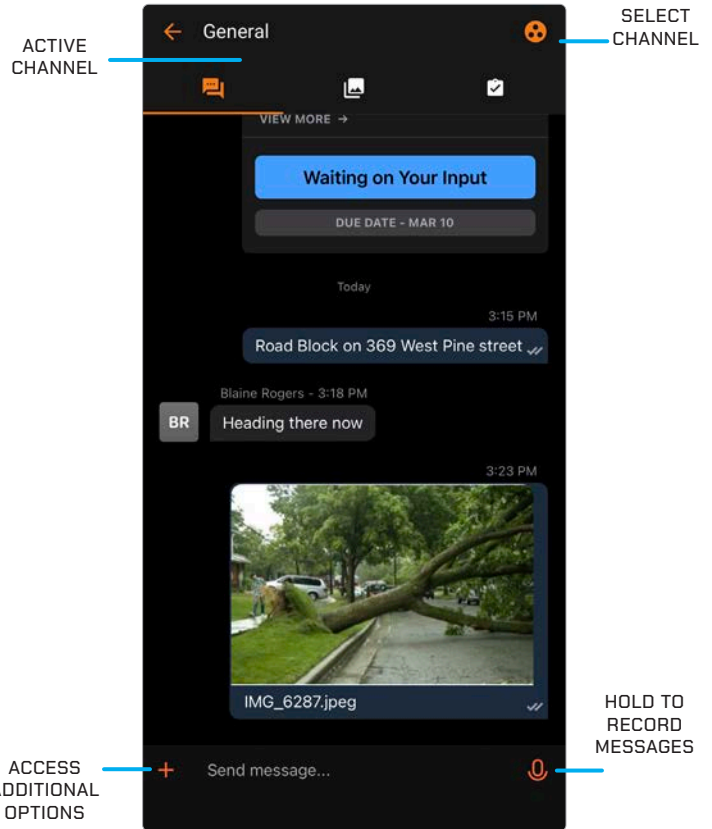 SELECT
CHANNEL
ACTIVE
CHANNEL
General
VIEW MORE →
Waiting on Your Input
DUE DATE - MAR 10
Today
3:15 PM
Road Block on 369 West Pine street
Blaine Rogers - 3:18 PM
BR
Heading there now
3:23 PM
IMG_6287.jpeg
HOLD TO
RECORD
MESSAGES
ACCESS
ADDITIONAL
OPTIONS
Send message...